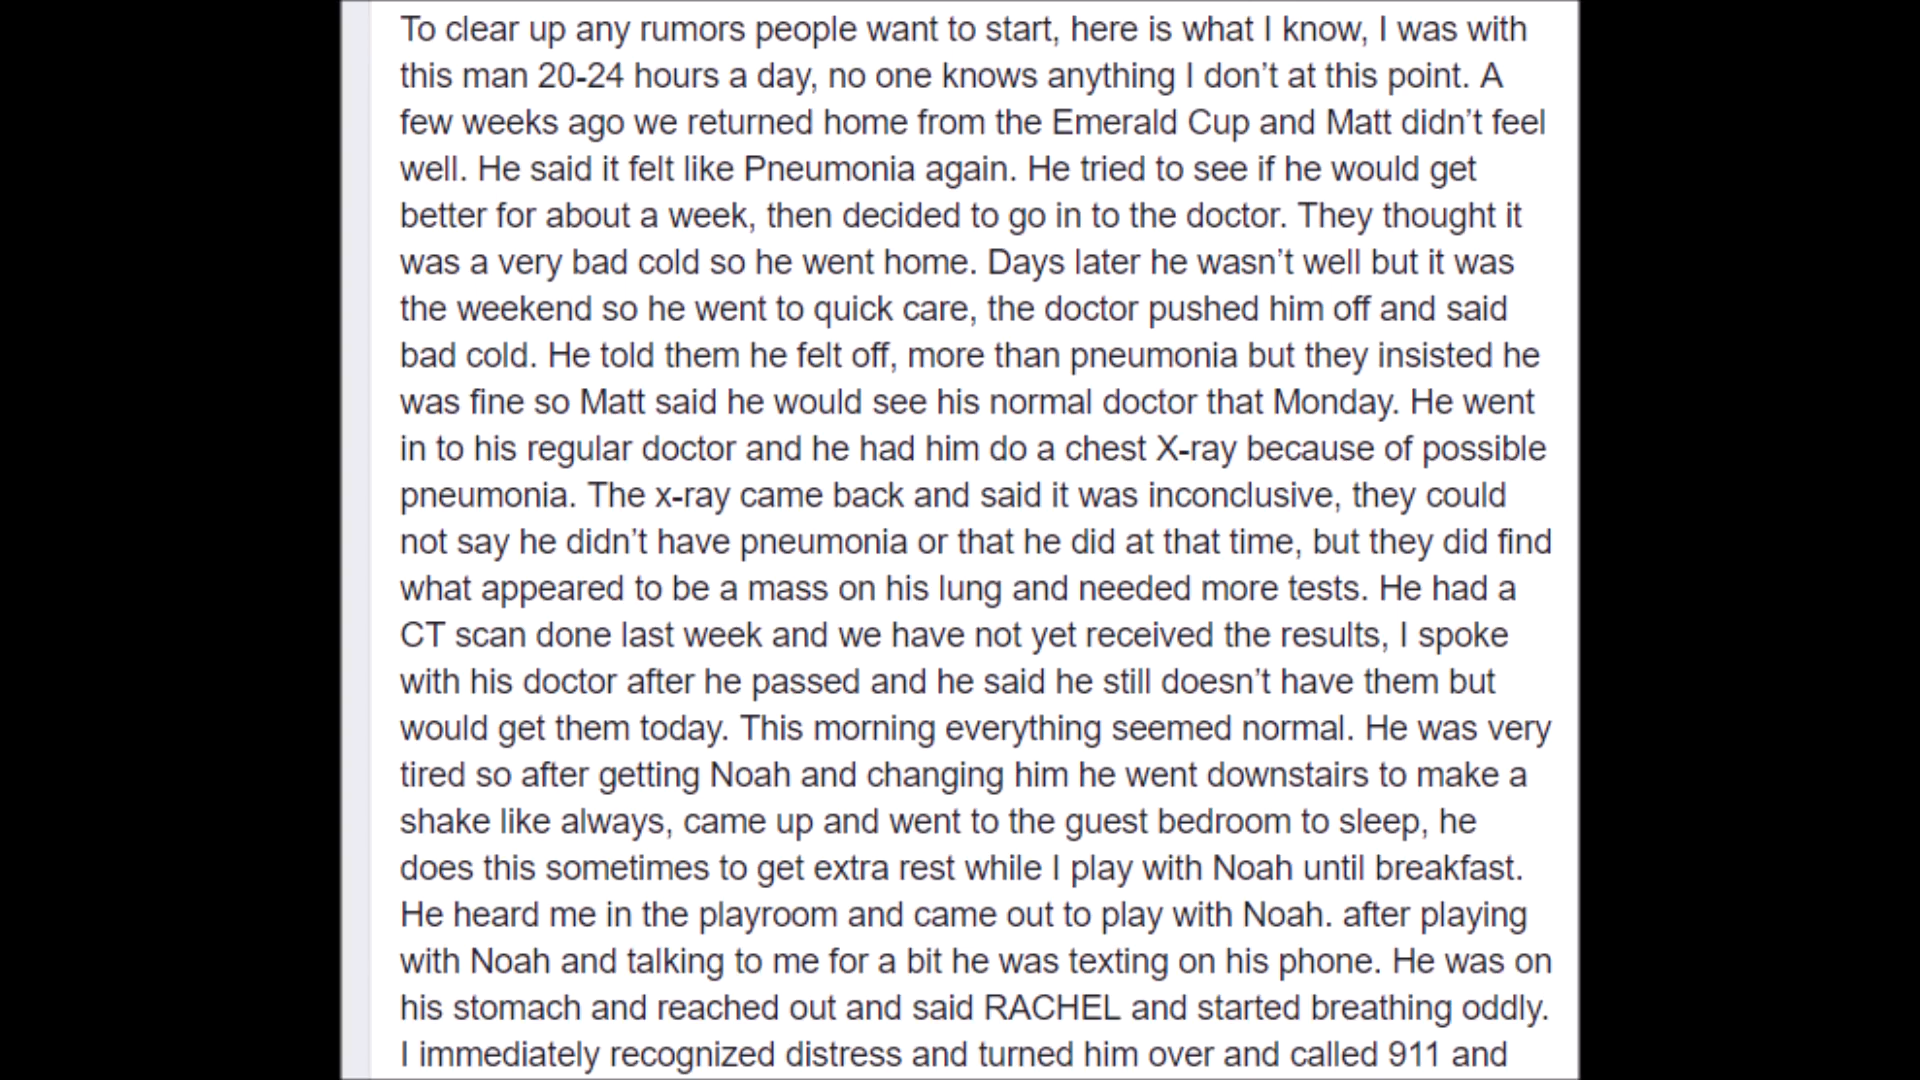 To clear up any rumors people want to start, here is what I know, I was with
this man 20-24 hours a day, no one knows anything I don’t at this point. A
few weeks ago we returned home from the Emerald Cup and Matt didn’t feel
well. He said it felt like Pneumonia again. He tried to see if he would get
better for about a week, then decided to go in to the doctor. They thought it
was a very bad cold so he went home. Days later he wasn’t well but it was
the weekend so he went to quick care, the doctor pushed him off and said
bad cold. He told them he felt off, more than pneumonia but they insisted he
was fine so Matt said he would see his normal doctor that Monday. He went
in to his regular doctor and he had him do a chest X-ray because of possible
pneumonia. The x-ray came back and said it was inconclusive, they could
not say he didn’t have pneumonia or that he did at that time, but they did find
what appeared to be a mass on his lung and needed more tests. He had a
CT scan done last week and we have not yet received the results, I spoke
with his doctor after he passed and he said he still doesn’t have them but
would get them today. This morning everything seemed normal. He was very
tired so after getting Noah and changing him he went downstairs to make a
shake like always, came up and went to the guest bedroom to sleep, he
does this sometimes to get extra rest while I play with Noah until breakfast.
He heard me in the playroom and came out to play with Noah. after playing
with Noah and talking to me for a bit he was texting on his phone. He was on
his stomach and reached out and said RACHEL and started breathing oddly.
I immediately recognized distress and turned him over and called 911 and